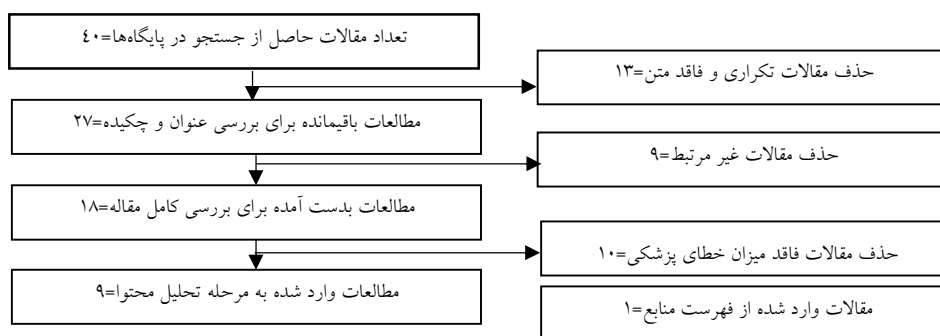 تعداد مقالات حاصل از جستجو در پایگاه‌ها=٤٠
حذف مقالات تکراری و فاقد متن=۱۳
مطالعات باقیمانده برای بررسی عنوان و چکیده=۲۷
حذف مقالات غیر مرتبط=۹
مطالعات بدست آمده برای بررسی کامل مقاله=۱۸
حذف مقالات فاقد میزان خطای پزشکی=۱۰
مطالعات وارد شده به مرحله تحلیل محتوا=۹
مقالات وارد شده از فهرست منابع=۱